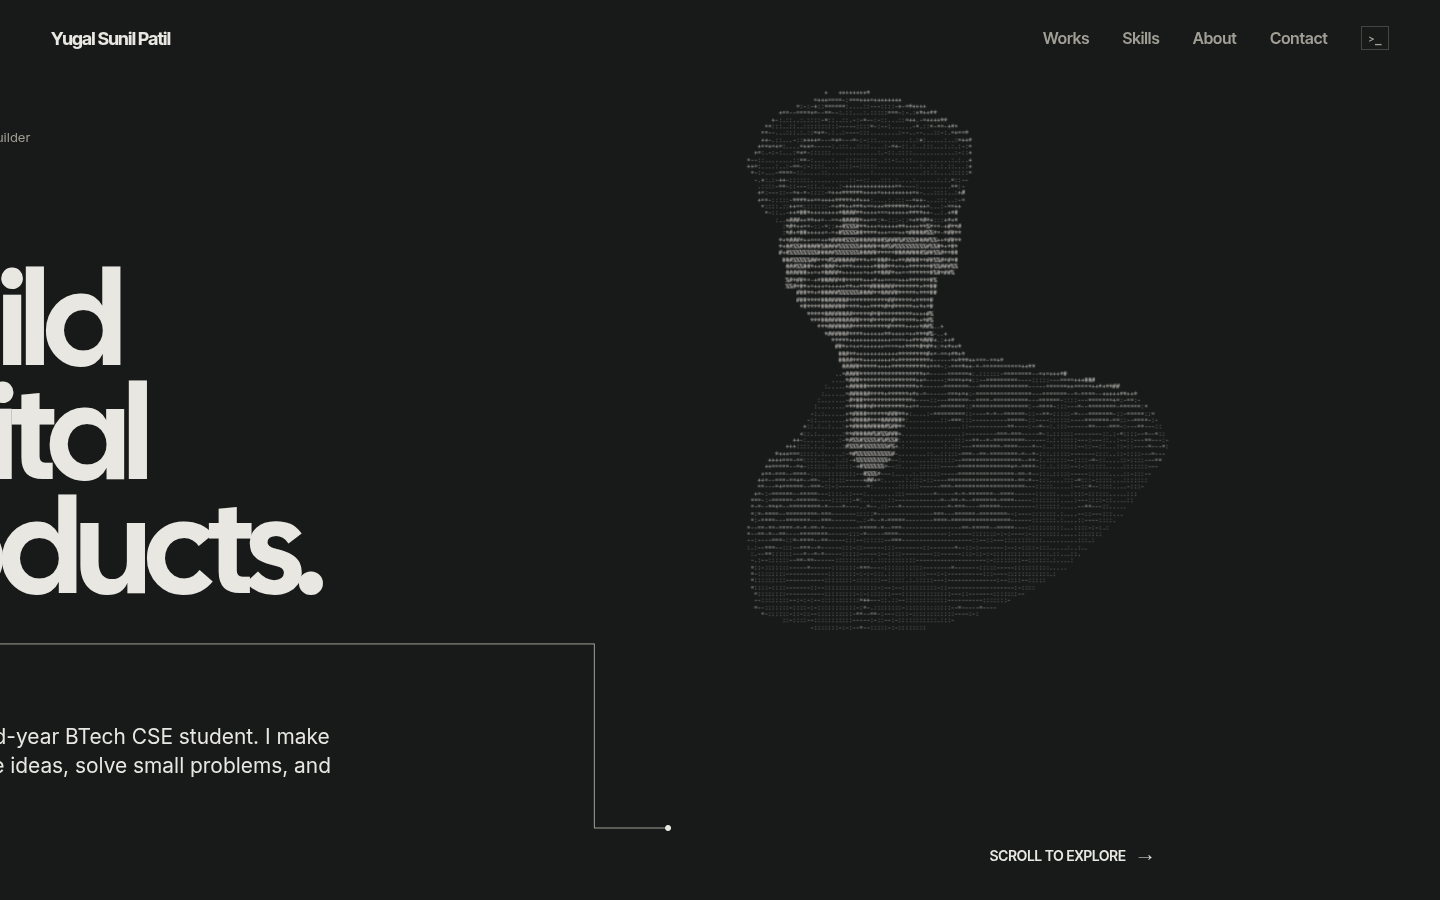 Yugal Sunil Patil
Works
Skills
About
Contact
>_
uilder
ild
ital
oducts.
d-year BTech CSE student. I make
e ideas, solve small problems, and
SCROLL TO EXPLORE →